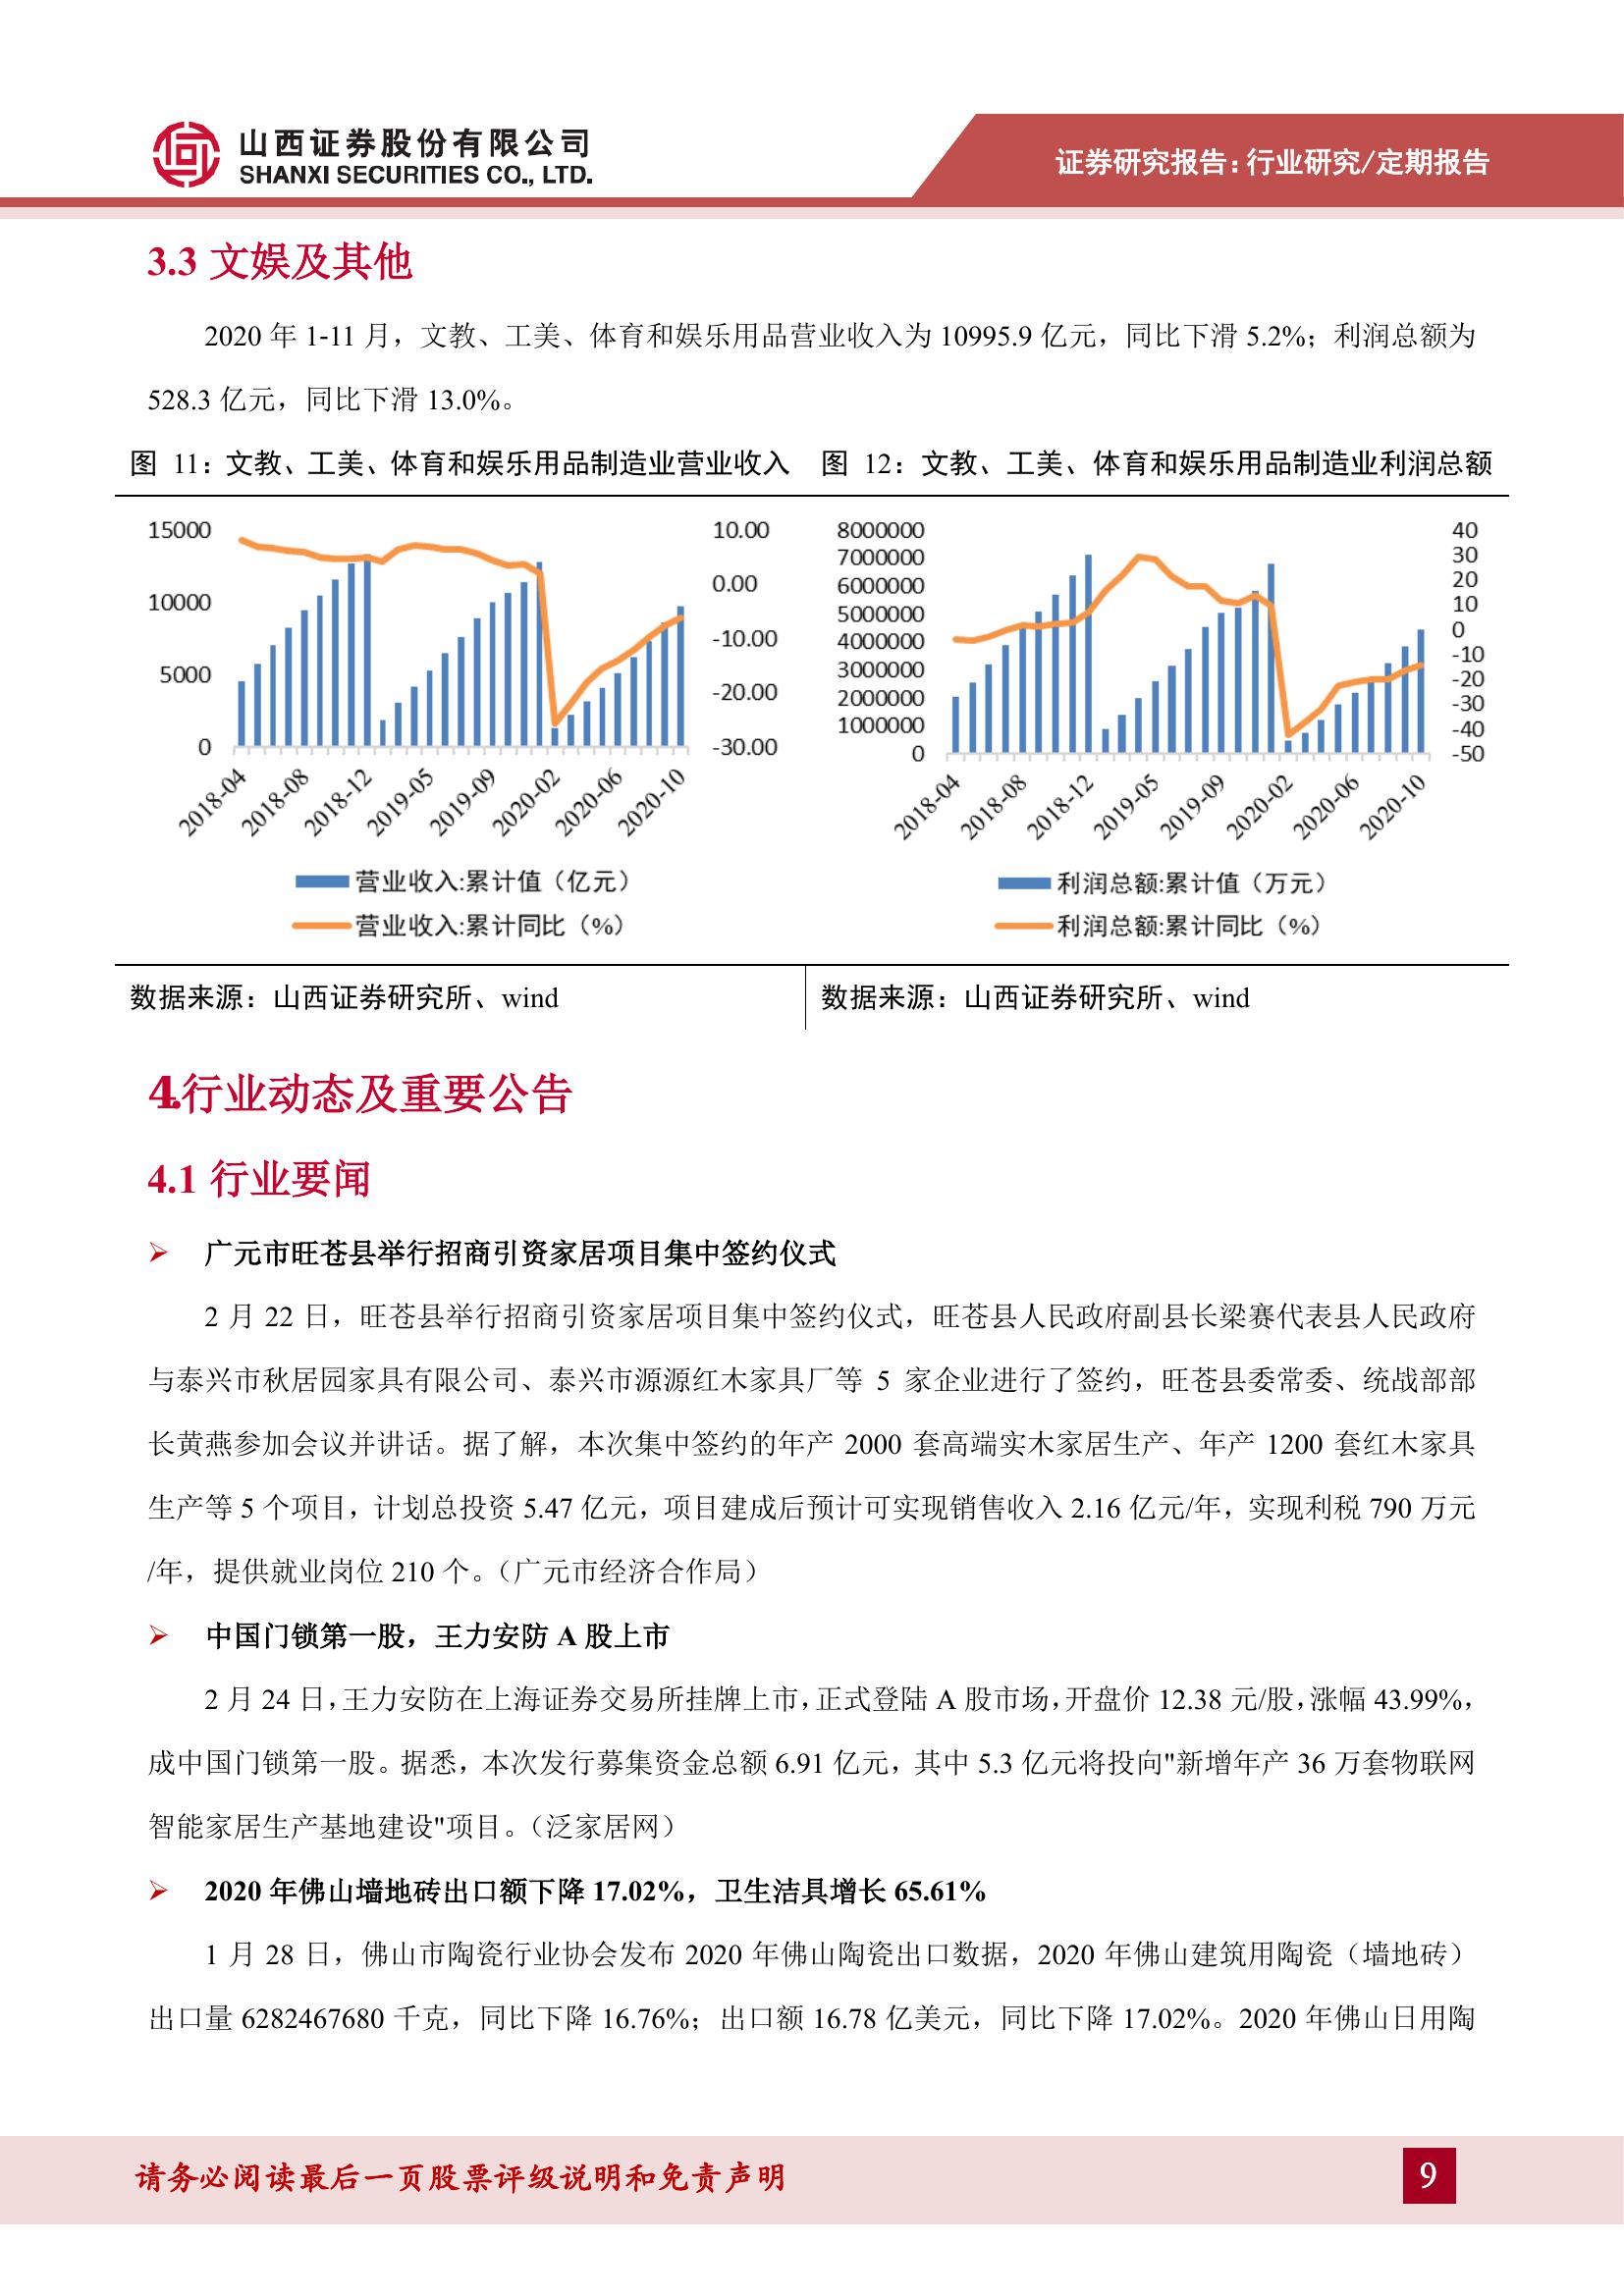 山西证券股份有限公司
SHANXI SECURITIES CO., LTD.
证券研究报告:行业研究/定期报告
3.3 文娱及其他
2020 年 1-11 月，文教、工美、体育和娱乐用品营业收入为 10995.9 亿元，同比下滑 5.2%；利润总额为
528.3 亿元，同比下滑 13.0%。
图 11：文教、工美、体育和娱乐用品制造业营业收入
15000
10000
5000
0
10.00
0.00
-10.00
-20.00
-30.00
2018-04
2018-08
2018-12
2019-05
2019-09
2020-02
2020-06
2020-10
营业收入:累计值（亿元）
营业收入:累计同比（%）
数据来源：山西证券研究所、wind
图 12：文教、工美、体育和娱乐用品制造业利润总额
8000000
7000000
6000000
5000000
4000000
3000000
2000000
1000000
0
40
30
20
10
0
-10
-20
-30
-40
-50
2018-04
2018-08
2018-12
2019-05
2019-09
2020-02
2020-06
2020-10
利润总额:累计值（万元）
利润总额:累计同比（%）
数据来源：山西证券研究所、wind
4.行业动态及重要公告
4.1 行业要闻
➢ 广元市旺苍县举行招商引资家居项目集中签约仪式
2 月 22 日，旺苍县举行招商引资家居项目集中签约仪式，旺苍县人民政府副县长梁赛代表县人民政府
与泰兴市秋居园家具有限公司、泰兴市源源红木家具厂等 5 家企业进行了签约，旺苍县委常委、统战部部
长黄燕参加会议并讲话。据了解，本次集中签约的年产 2000 套高端实木家居生产、年产 1200 套红木家具
生产等 5 个项目，计划总投资 5.47 亿元，项目建成后预计可实现销售收入 2.16 亿元/年，实现利税 790 万元
/年，提供就业岗位 210 个。（广元市经济合作局）
➢ 中国门锁第一股，王力安防 A 股上市
2 月 24 日，王力安防在上海证券交易所挂牌上市，正式登陆 A 股市场，开盘价 12.38 元/股，涨幅 43.99%，
成中国门锁第一股。据悉，本次发行募集资金总额 6.91 亿元，其中 5.3 亿元将投向"新增年产 36 万套物联网
智能家居生产基地建设"项目。（泛家居网）
➢ 2020 年佛山墙地砖出口额下降 17.02%，卫生洁具增长 65.61%
1 月 28 日，佛山市陶瓷行业协会发布 2020 年佛山陶瓷出口数据，2020 年佛山建筑用陶瓷（墙地砖）
出口量 6282467680 千克，同比下降 16.76%；出口额 16.78 亿美元，同比下降 17.02%。2020 年佛山日用陶
请务必阅读最后一页股票评级说明和免责声明
9